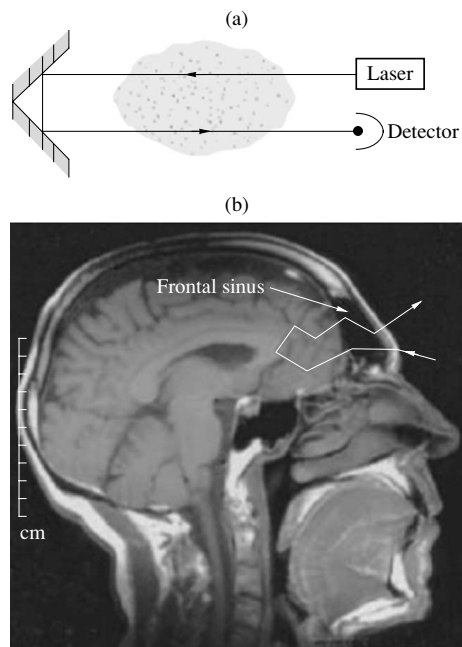 (a)
Laser
Detector
(b)
Frontal sinus
cm